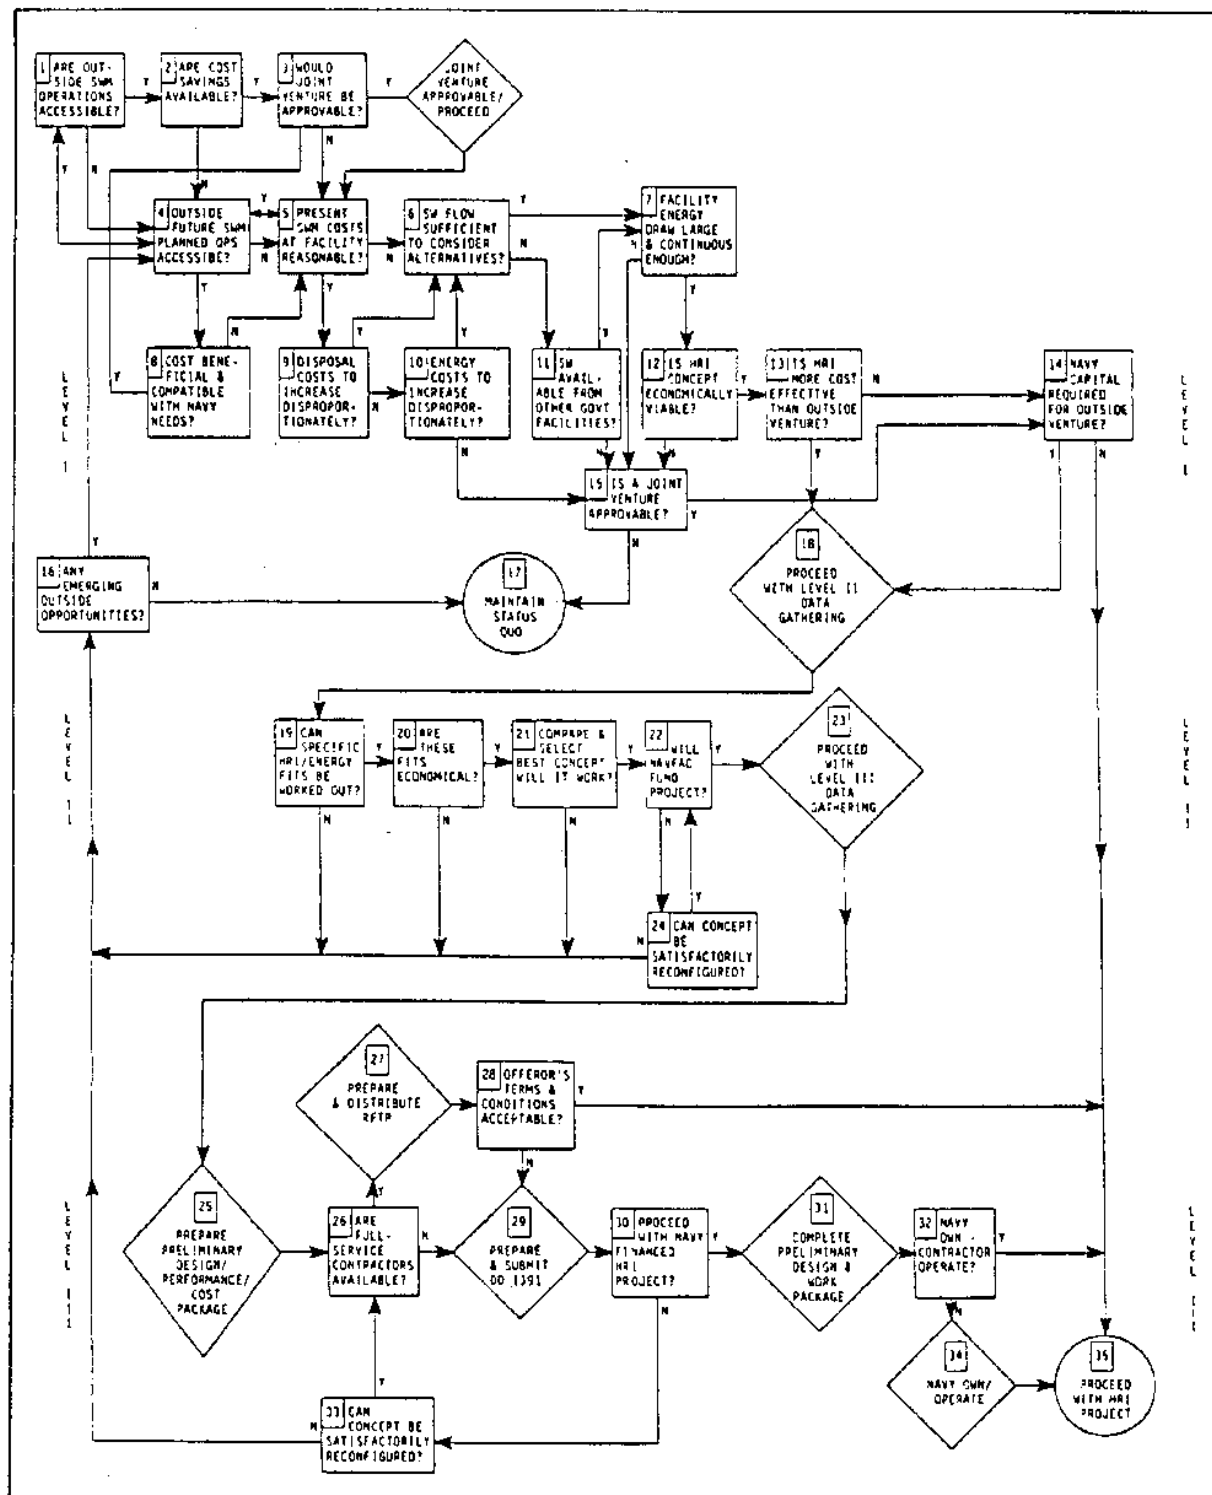 1 ARE OUT-
SIDE SWM
OPERATIONS
ACCESSIBLE?
Y
2 ARE COST
SAVINGS
AVAILABLE?
Y
3 WOULD
JOINT
VENTURE BE
APPROVABLE?
Y
JOINT
VENTURE
APPROVABLE/
PROCEED
Y
N
N
N
4 OUTSIDE
FUTURE SWM
PLANNED OPS
ACCESSIBE?
Y
N
5 PRESENT
SWM COSTS
AT FACILITY
REASONABLE?
N
6 SW FLOW
SUFFICIENT
TO CONSIDER
ALTERNATIVES?
Y
N
7 FACILITY
ENERGY
DRAW LARGE
& CONTINUOUS
ENOUGH?
N
Y
Y
Y
N
Y
Y
Y
8 COST BENE-
FICIAL &
COMPATIBLE
WITH NAVY
NEEDS?
Y
9 DISPOSAL
COSTS TO
INCREASE
DISPROPOR-
TIONATELY?
N
10 ENERGY
COSTS TO
INCREASE
DISPROPOR-
TIONATELY?
N
11 SW
AVAIL-
ABLE FROM
OTHER GOVT
FACILITIES?
N
12 IS HRI
CONCEPT
ECONOMICALLY
VIABLE?
Y
N
13 IS HRI
MORE COST
EFFECTIVE
THAN OUTSIDE
VENTURE?
N
Y
14 NAVY
CAPITAL
REQUIRED
FOR OUTSIDE
VENTURE?
Y
N
LEVEL I
LEVEL I
15 IS A JOINT
VENTURE
APPROVABLE?
Y
N
16 ANY
EMERGING
OUTSIDE
OPPORTUNITIES?
Y
N
17
MAINTAIN
STATUS
QUO
18
PROCEED
WITH LEVEL II
DATA
GATHERING
LEVEL II
LEVEL II
19 CAN
SPECIFIC
HRI/ENERGY
FITS BE
WORKED OUT?
Y
N
20 ARE
THESE
FITS
ECONOMICAL?
Y
N
21 COMPARE &
SELECT
BEST CONCEPT
WILL IT WORK?
Y
N
22 WILL
NAVFAC
FUND
PROJECT?
Y
N
23
PROCEED
WITH
LEVEL III
DATA
GATHERING
Y
N
24 CAN CONCEPT
BE
SATISFACTORILY
RECONFIGURED?
27
PREPARE
& DISTRIBUTE
RFTP
28 OFFEROR'S
TERMS &
CONDITIONS
ACCEPTABLE?
Y
N
LEVEL III
LEVEL III
25
PREPARE
PRELIMINARY
DESIGN/
PERFORMANCE/
COST
PACKAGE
Y
26 ARE
FULL-
SERVICE
CONTRACTORS
AVAILABLE?
N
29
PREPARE
& SUBMIT
DD 1391
30 PROCEED
WITH NAVY
FINANCED
HRI
PROJECT?
Y
N
31
COMPLETE
PRELIMINARY
DESIGN &
WORK
PACKAGE
32 NAVY
OWN-
CONTRACTOR
OPERATE?
Y
N
34
NAVY OWN/
OPERATE
35
PROCEED
WITH HRI
PROJECT
Y
N
33 CAN
CONCEPT BE
SATISFACTORILY
RECONFIGURED?